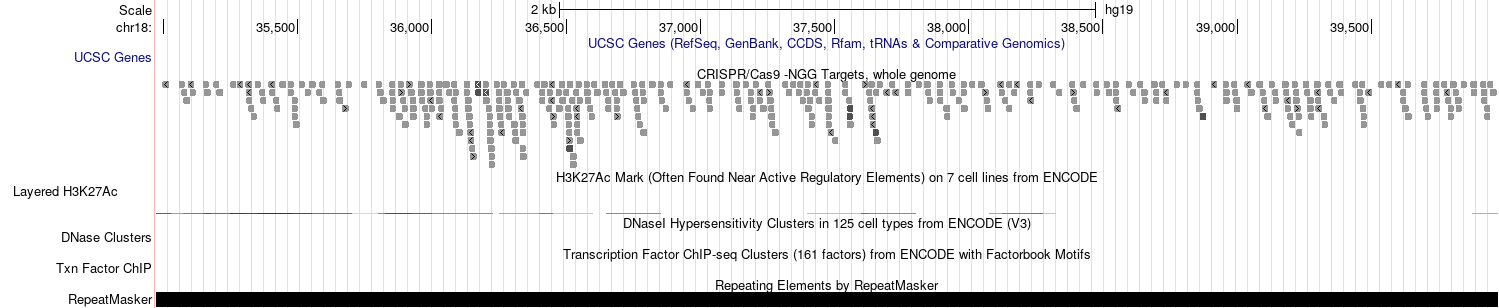 Scale 2 kb hg19
chr18: 35,500 36,000 36,500 37,000 37,500 38,000 38,500 39,000 39,500
UCSC Genes (RefSeq, GenBank, CCDS, Rfam, tRNAs & Comparative Genomics)
UCSC Genes
CRISPR/Cas9 -NGG Targets, whole genome
H3K27Ac Mark (Often Found Near Active Regulatory Elements) on 7 cell lines from ENCODE
Layered H3K27Ac
DNaseI Hypersensitivity Clusters in 125 cell types from ENCODE (V3)
DNase Clusters
Transcription Factor ChIP-seq Clusters (161 factors) from ENCODE with Factorbook Motifs
Txn Factor ChIP
Repeating Elements by RepeatMasker
RepeatMasker